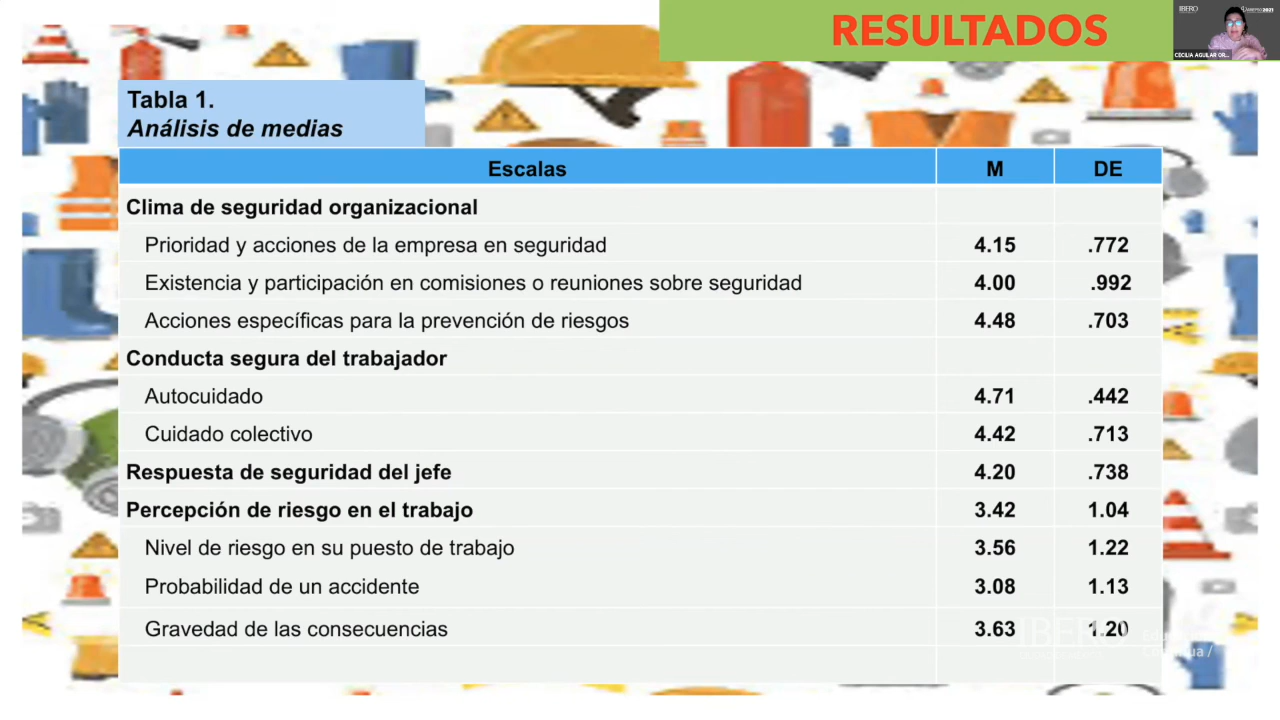 RESULTADOS
IBERO
CECILIA AGUILAR OR...
Tabla 1.
Análisis de medias
Escalas M DE
Clima de seguridad organizacional
Prioridad y acciones de la empresa en seguridad 4.15 .772
Existencia y participación en comisiones o reuniones sobre seguridad 4.00 .992
Acciones específicas para la prevención de riesgos 4.48 .703
Conducta segura del trabajador
Autocuidado 4.71 .442
Cuidado colectivo 4.42 .713
Respuesta de seguridad del jefe 4.20 .738
Percepción de riesgo en el trabajo 3.42 1.04
Nivel de riesgo en su puesto de trabajo 3.56 1.22
Probabilidad de un accidente 3.08 1.13
Gravedad de las consecuencias 3.63 1.20
IBERO